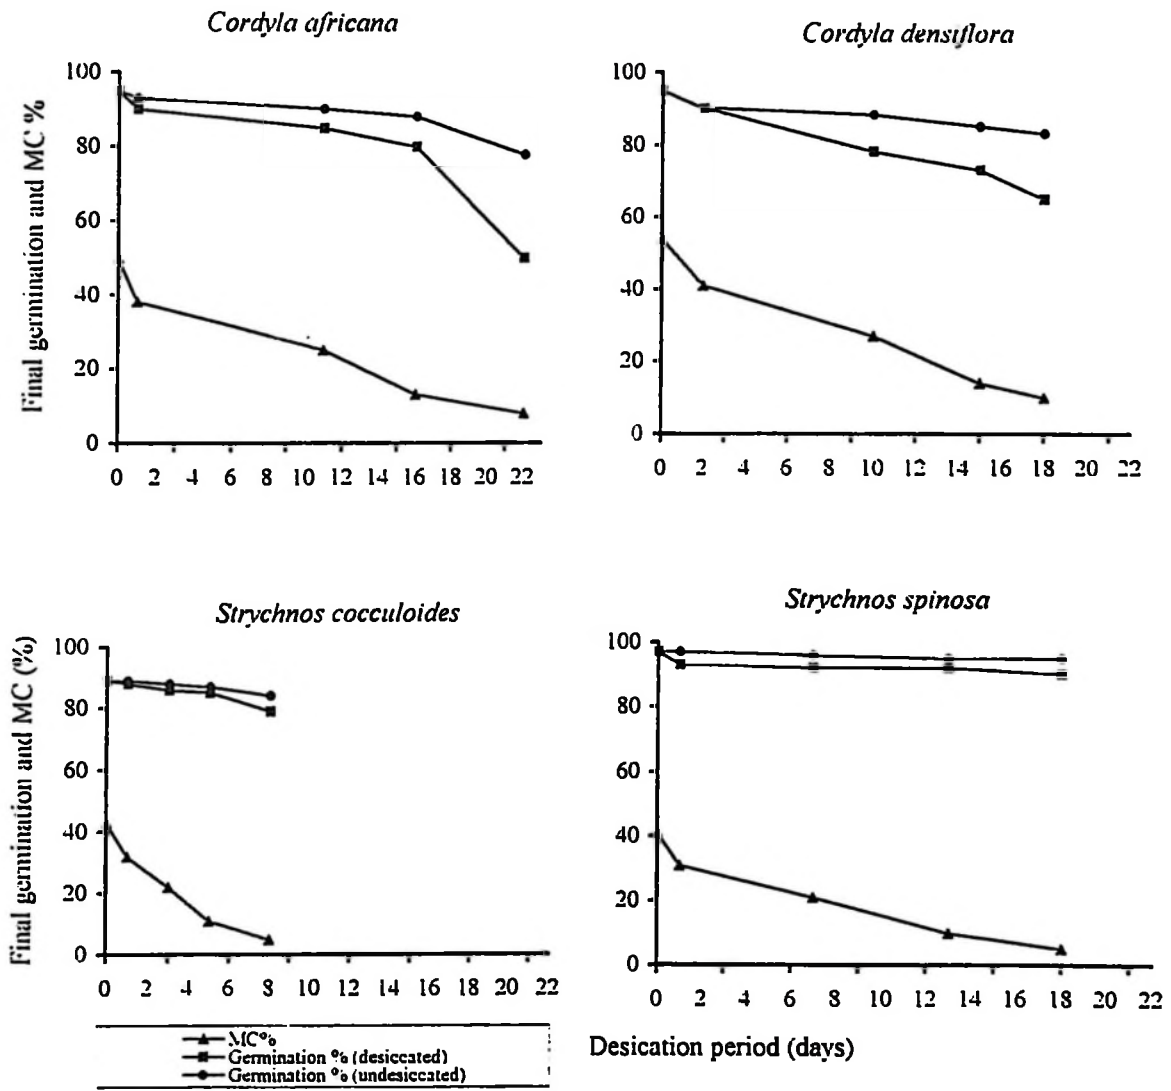 Cordyla africana
Final germination and MC %
100
80
60
40
20
0
0 2 4 6 8 10 12 14 16 18 20 22
Cordyla densiflora
100
80
60
40
20
0
0 2 4 6 8 10 12 14 16 18 20 22
Strychnos cocculoides
Final germination and MC (%)
100
80
60
40
20
0
0 2 4 6 8 10 12 14 16 18 20 22
Strychnos spinosa
100
80
60
40
20
0
0 2 4 6 8 10 12 14 16 18 20 22
MC%
Germination % (desiccated)
Germination % (undesiccated)
Desication period (days)